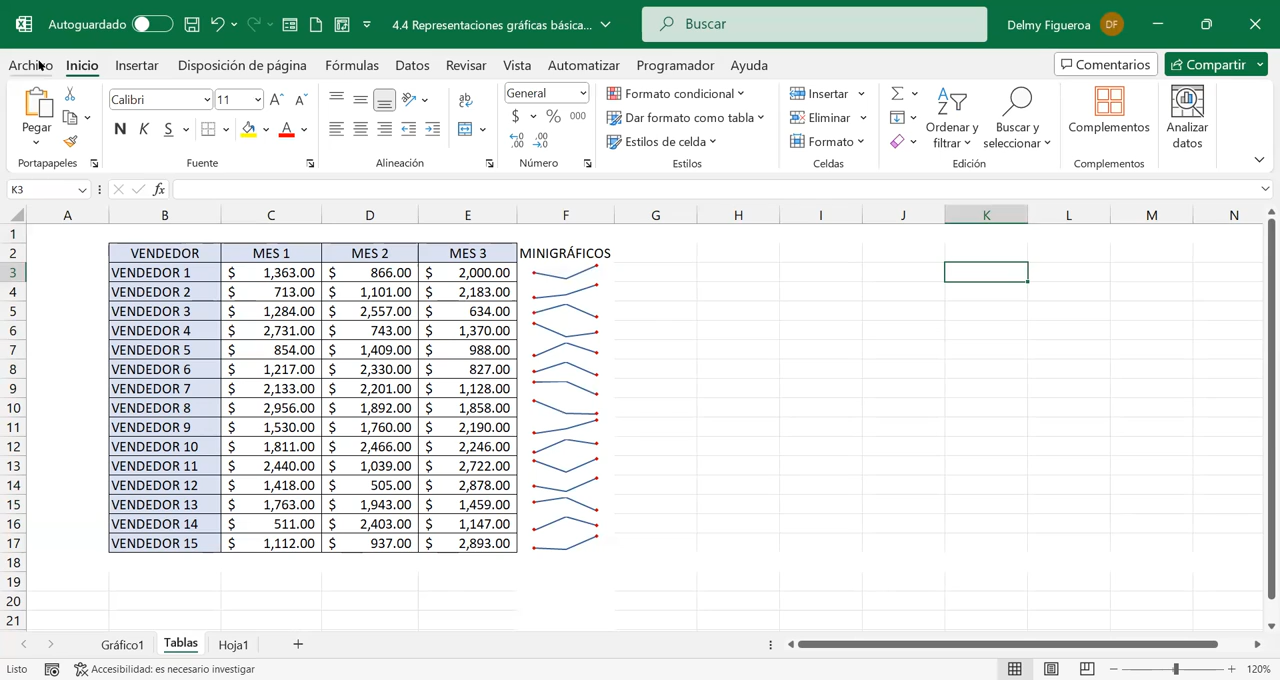 Autoguardado 4.4 Representaciones gráficas básica... Buscar Delmy Figueroa DF
Archivo Inicio Insertar Disposición de página Fórmulas Datos Revisar Vista Automatizar Programador Ayuda Comentarios Compartir
Pegar
Calibri 11
N K S
General
$ % 000
Formato condicional
Dar formato como tabla
Estilos de celda
Insertar
Eliminar
Formato
Ordenar y filtrar
Buscar y seleccionar
Complementos
Analizar datos
Portapapeles Fuente Alineación Número Estilos Celdas Edición Complementos
K3 fx
A B C D E F G H I J K L M N
1
2 VENDEDOR MES 1 MES 2 MES 3 MINIGRÁFICOS
3 VENDEDOR 1 $ 1,363.00 $ 866.00 $ 2,000.00
4 VENDEDOR 2 $ 713.00 $ 1,101.00 $ 2,183.00
5 VENDEDOR 3 $ 1,284.00 $ 2,557.00 $ 634.00
6 VENDEDOR 4 $ 2,731.00 $ 743.00 $ 1,370.00
7 VENDEDOR 5 $ 854.00 $ 1,409.00 $ 988.00
8 VENDEDOR 6 $ 1,217.00 $ 2,330.00 $ 827.00
9 VENDEDOR 7 $ 2,133.00 $ 2,201.00 $ 1,128.00
10 VENDEDOR 8 $ 2,956.00 $ 1,892.00 $ 1,858.00
11 VENDEDOR 9 $ 1,530.00 $ 1,760.00 $ 2,190.00
12 VENDEDOR 10 $ 1,811.00 $ 2,466.00 $ 2,246.00
13 VENDEDOR 11 $ 2,440.00 $ 1,039.00 $ 2,722.00
14 VENDEDOR 12 $ 1,418.00 $ 505.00 $ 2,878.00
15 VENDEDOR 13 $ 1,763.00 $ 1,943.00 $ 1,459.00
16 VENDEDOR 14 $ 511.00 $ 2,403.00 $ 1,147.00
17 VENDEDOR 15 $ 1,112.00 $ 937.00 $ 2,893.00
18
19
20
21
Gráfico1 Tablas Hoja1
Listo Accesibilidad: es necesario investigar 120%